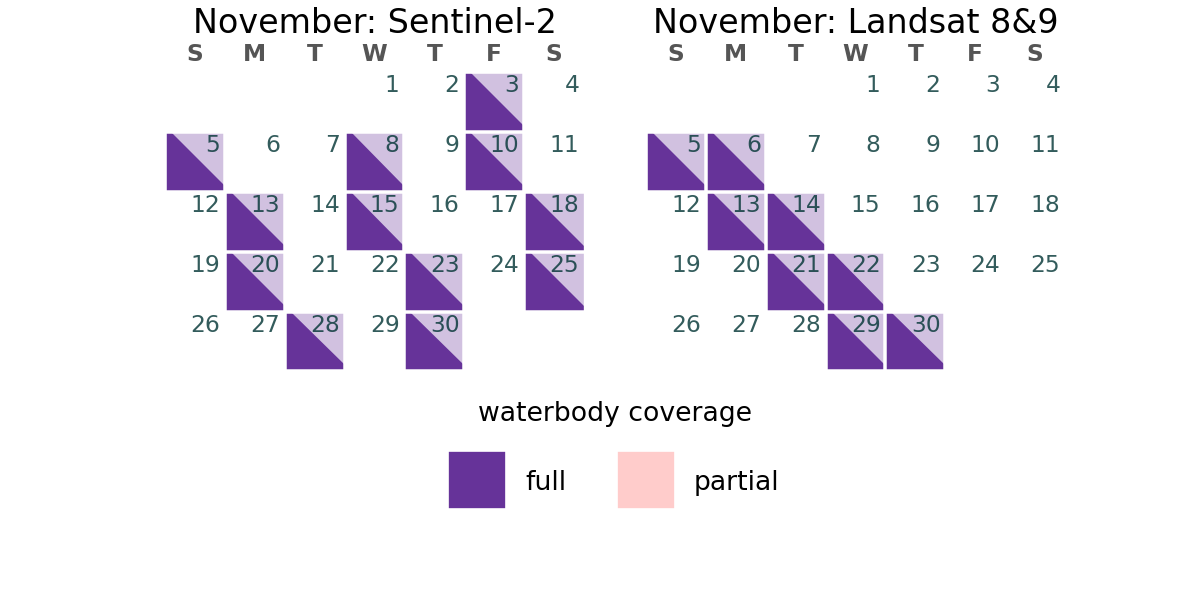 November: Sentinel-2
S M T W T F S
1 2 3 4
5 6 7 8 9 10 11
12 13 14 15 16 17 18
19 20 21 22 23 24 25
26 27 28 29 30
November: Landsat 8&9
S M T W T F S
1 2 3 4
5 6 7 8 9 10 11
12 13 14 15 16 17 18
19 20 21 22 23 24 25
26 27 28 29 30
waterbody coverage
full partial